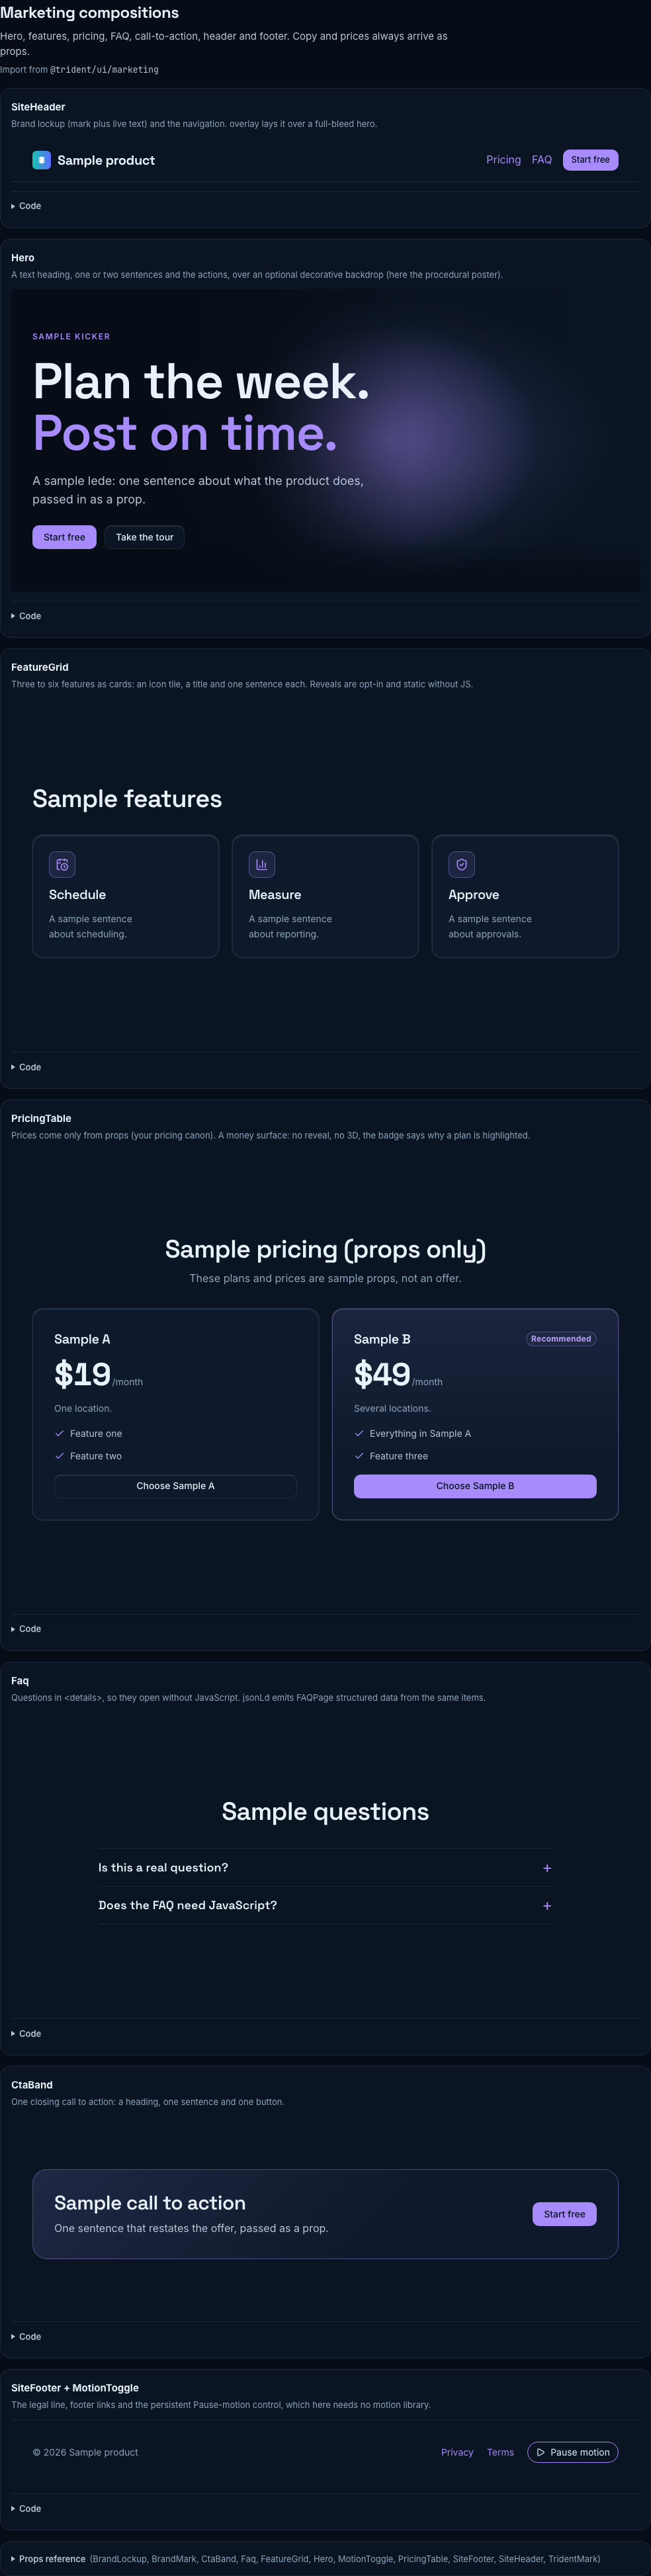 Marketing compositions
Hero, features, pricing, FAQ, call-to-action, header and footer. Copy and prices always arrive as
props.
Import from @trident/ui/marketing
SiteHeader
Brand lockup (mark plus live text) and the navigation. overlay lays it over a full-bleed hero.
Sample product
Pricing FAQ Start free
Code
Hero
A text heading, one or two sentences and the actions, over an optional decorative backdrop (here the procedural poster).
SAMPLE KICKER
Plan the week.
Post on time.
A sample lede: one sentence about what the product does,
passed in as a prop.
Start free Take the tour
Code
FeatureGrid
Three to six features as cards: an icon tile, a title and one sentence each. Reveals are opt-in and static without JS.
Sample features
Schedule
A sample sentence
about scheduling.
Measure
A sample sentence
about reporting.
Approve
A sample sentence
about approvals.
Code
PricingTable
Prices come only from props (your pricing canon). A money surface: no reveal, no 3D, the badge says why a plan is highlighted.
Sample pricing (props only)
These plans and prices are sample props, not an offer.
Sample A
$19/month
One location.
Feature one
Feature two
Choose Sample A
Sample B Recommended
$49/month
Several locations.
Everything in Sample A
Feature three
Choose Sample B
Code
Faq
Questions in <details>, so they open without JavaScript. jsonLd emits FAQPage structured data from the same items.
Sample questions
Is this a real question? +
Does the FAQ need JavaScript? +
Code
CtaBand
One closing call to action: a heading, one sentence and one button.
Sample call to action
One sentence that restates the offer, passed as a prop.
Start free
Code
SiteFooter + MotionToggle
The legal line, footer links and the persistent Pause-motion control, which here needs no motion library.
© 2026 Sample product
Privacy Terms Pause motion
Code
Props reference (BrandLockup, BrandMark, CtaBand, Faq, FeatureGrid, Hero, MotionToggle, PricingTable, SiteFooter, SiteHeader, TridentMark)